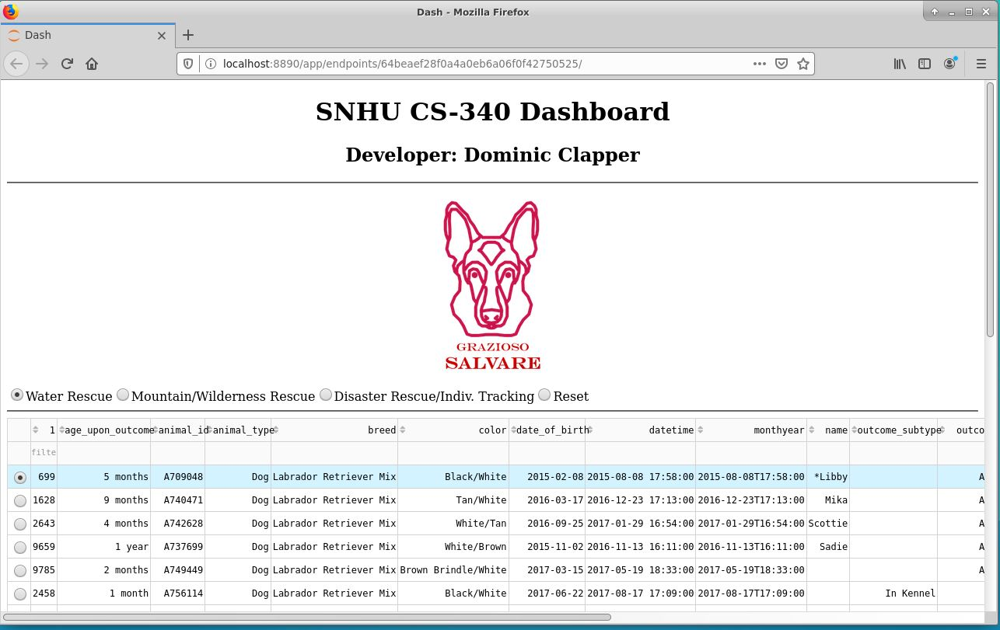 Dash - Mozilla Firefox
Dash
localhost:8890/app/endpoints/64beaef28f0a4a0eb6a06f0f42750525/
SNHU CS-340 Dashboard
Developer: Dominic Clapper
GRAZIOSO
SALVARE
Water Rescue Mountain/Wilderness Rescue Disaster Rescue/Indiv. Tracking Reset
1 age_upon_outcome animal_id animal_type breed color date_of_birth datetime monthyear name outcome_subtype outco
filte
699 5 months A709048 Dog Labrador Retriever Mix Black/White 2015-02-08 2015-08-08 17:58:00 2015-08-08T17:58:00 *Libby A
1628 9 months A740471 Dog Labrador Retriever Mix Tan/White 2016-03-17 2016-12-23 17:13:00 2016-12-23T17:13:00 Mika A
2643 4 months A742628 Dog Labrador Retriever Mix White/Tan 2016-09-25 2017-01-29 16:54:00 2017-01-29T16:54:00 Scottie A
9659 1 year A737699 Dog Labrador Retriever Mix White/Brown 2015-11-02 2016-11-13 16:11:00 2016-11-13T16:11:00 Sadie A
9785 2 months A749449 Dog Labrador Retriever Mix Brown Brindle/White 2017-03-15 2017-05-19 18:33:00 2017-05-19T18:33:00 A
2458 1 month A756114 Dog Labrador Retriever Mix Black/White 2017-06-22 2017-08-17 17:09:00 2017-08-17T17:09:00 In Kennel